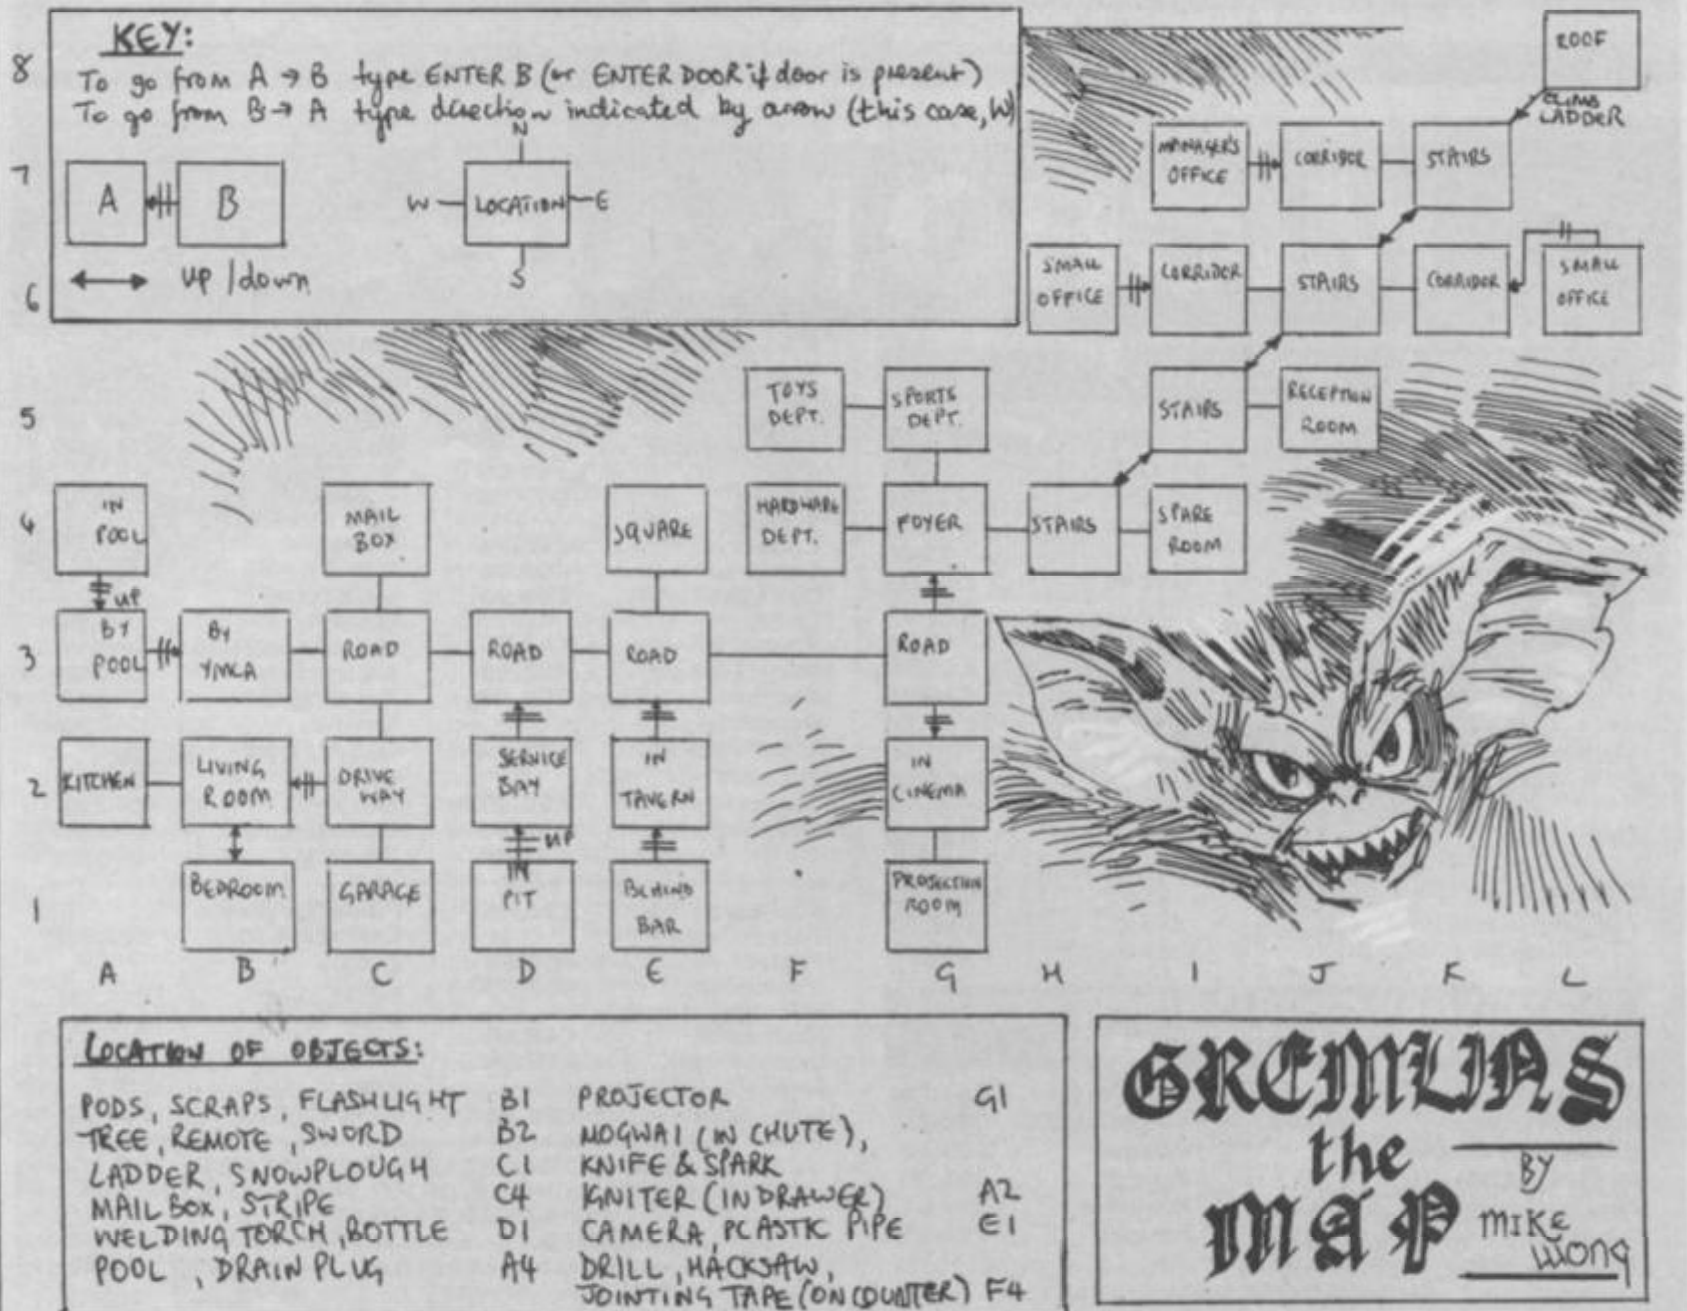 KEY:
To go from A → B type ENTER B (or ENTER DOOR if door is present)
To go from B → A type direction indicated by arrow (this case, W)
A
B
N
W
LOCATION
E
S
UP / down
8
7
6
5
4
3
2
1
ROOF
CLIMB
LADDER
MANAGER'S
OFFICE
CORRIDOR
STAIRS
SMALL
OFFICE
CORRIDOR
STAIRS
CORRIDOR
SMALL
OFFICE
TOYS
DEPT.
SPORTS
DEPT.
STAIRS
RECEPTION
ROOM
IN
POOL
MAIL
BOX
SQUARE
HARDWARE
DEPT.
FOYER
STAIRS
SPARE
ROOM
UP
BY
POOL
BY
YMCA
ROAD
ROAD
ROAD
ROAD
KITCHEN
LIVING
ROOM
DRIVE
WAY
SERVICE
BAY
IN
TAVERN
IN
CINEMA
UP
BEDROOM
GARAGE
IN
PIT
BEHIND
BAR
PROJECTION
ROOM
A B C D E F G H I J K L
LOCATION OF OBJECTS:
PODS, SCRAPS, FLASHLIGHT B1
TREE, REMOTE, SWORD B2
LADDER, SNOWPLOUGH C1
MAIL BOX, STRIPE C4
WELDING TORCH, BOTTLE D1
POOL, DRAIN PLUG A4
PROJECTOR G1
MOGWAI (IN CHUTE),
KNIFE & SPARK
IGNITER (IN DRAWER) A2
CAMERA, PLASTIC PIPE E1
DRILL, HACKSAW,
JOINTING TAPE (ON COUNTER) F4
GREMLINS
the
MAP
BY
MIKE
WONG